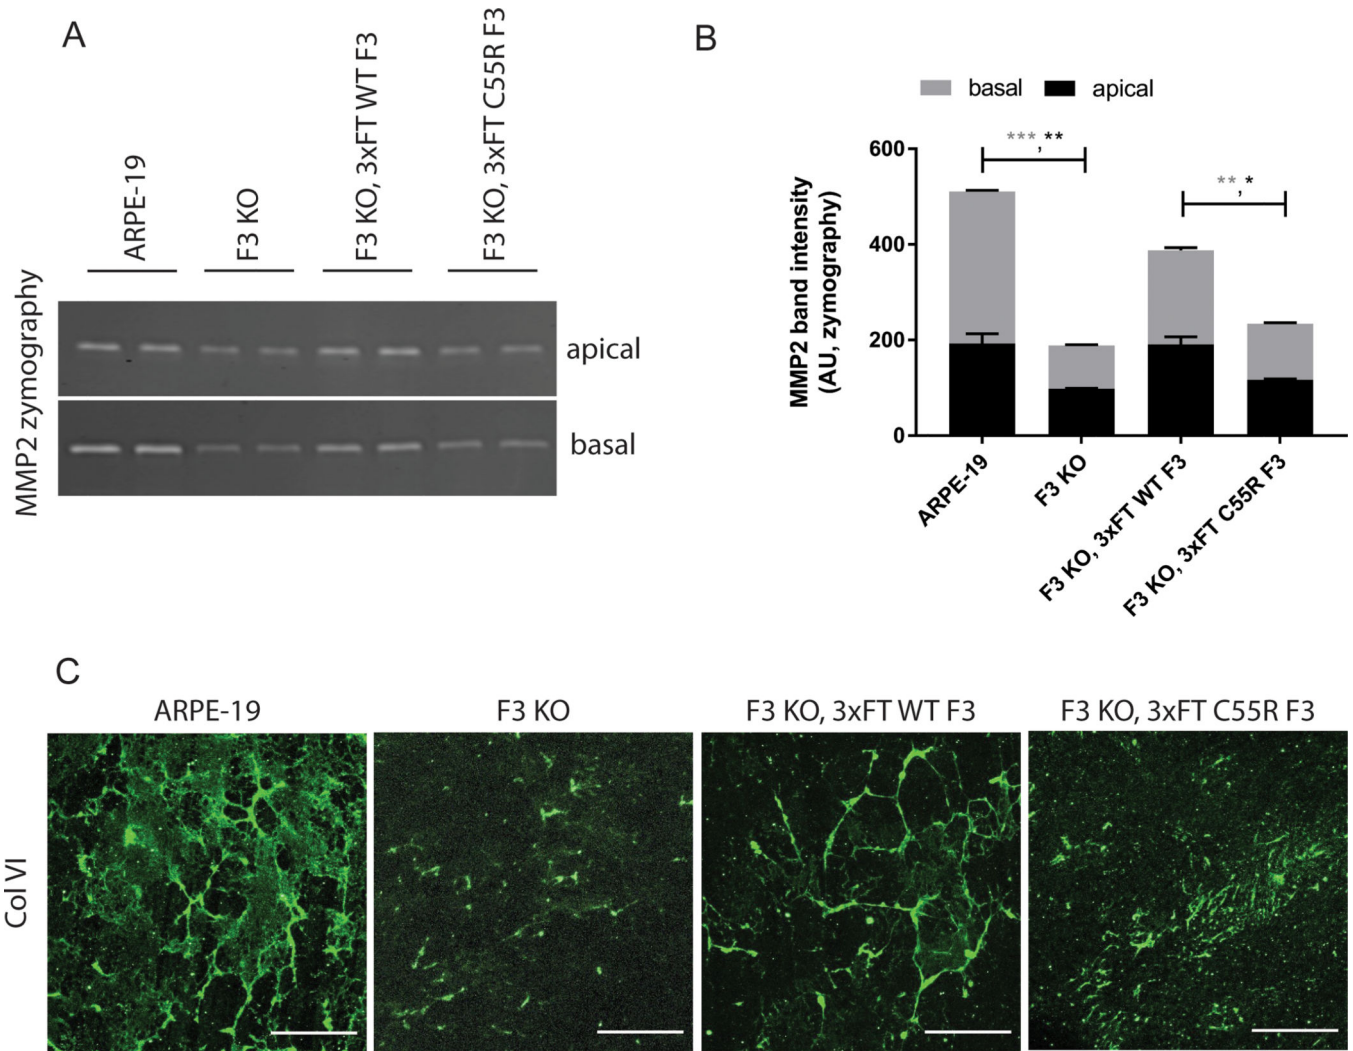 A
ARPE-19
F3 KO
F3 KO, 3xFT WT F3
F3 KO, 3xFT C55R F3
MMP2 zymography
apical
basal
B
basal apical
***,**
**,*
MMP2 band intensity
(AU, zymography)
600
400
200
0
ARPE-19
F3 KO
F3 KO, 3xFT WT F3
F3 KO, 3xFT C55R F3
C
ARPE-19
F3 KO
F3 KO, 3xFT WT F3
F3 KO, 3xFT C55R F3
Col VI